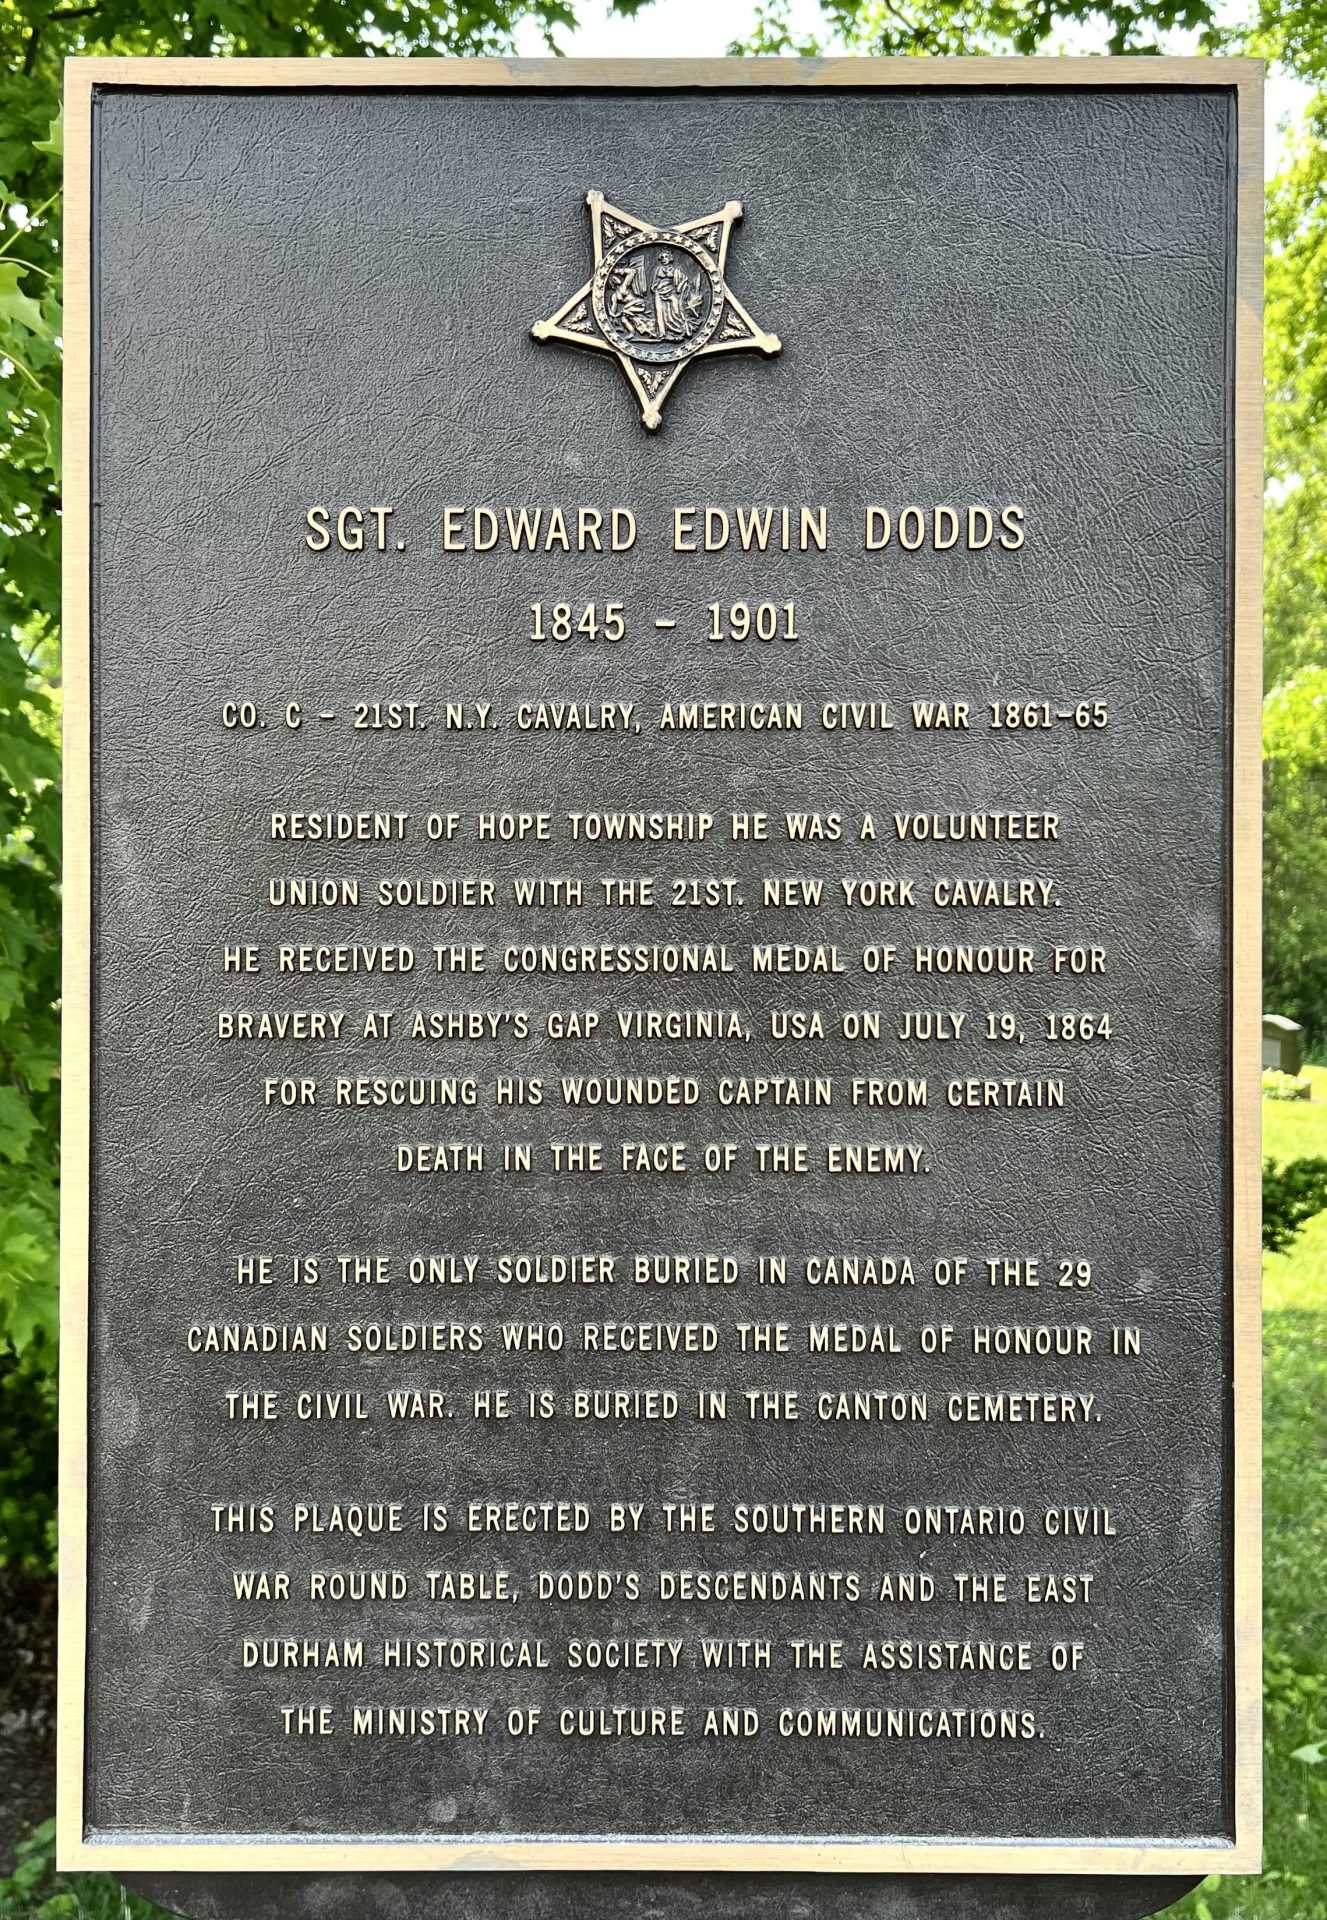 SGT. EDWARD EDWIN DODDS
1845 - 1901
CO. C - 21ST. N.Y. CAVALRY, AMERICAN CIVIL WAR 1861-65
RESIDENT OF HOPE TOWNSHIP HE WAS A VOLUNTEER
UNION SOLDIER WITH THE 21ST. NEW YORK CAVALRY.
HE RECEIVED THE CONGRESSIONAL MEDAL OF HONOUR FOR
BRAVERY AT ASHBY'S GAP VIRGINIA, USA ON JULY 19, 1864
FOR RESCUING HIS WOUNDED CAPTAIN FROM CERTAIN
DEATH IN THE FACE OF THE ENEMY.
HE IS THE ONLY SOLDIER BURIED IN CANADA OF THE 29
CANADIAN SOLDIERS WHO RECEIVED THE MEDAL OF HONOUR IN
THE CIVIL WAR. HE IS BURIED IN THE CANTON CEMETERY.
THIS PLAQUE IS ERECTED BY THE SOUTHERN ONTARIO CIVIL
WAR ROUND TABLE, DODD'S DESCENDANTS AND THE EAST
DURHAM HISTORICAL SOCIETY WITH THE ASSISTANCE OF
THE MINISTRY OF CULTURE AND COMMUNICATIONS.